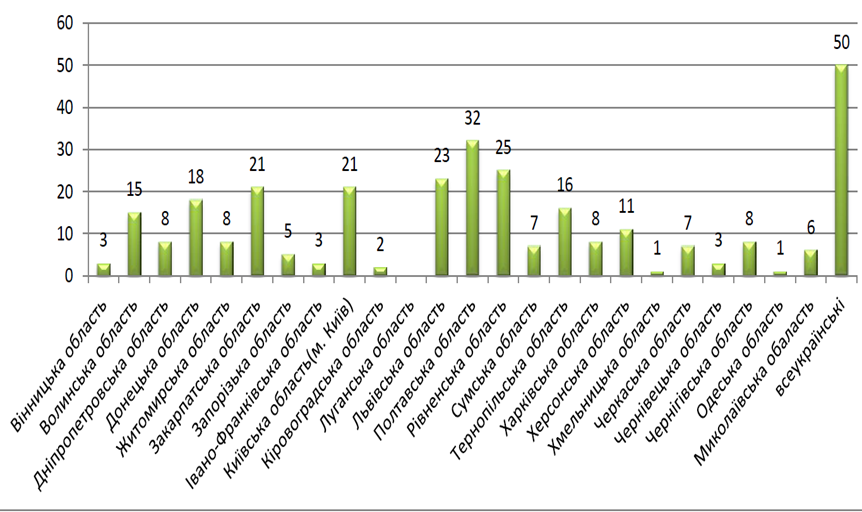 60
50
40
30
20
10
0
3
15
8
18
8
21
5
3
21
2
23
32
25
7
16
8
11
1
7
3
8
1
6
50
Вінницька область
Волинська область
Дніпропетровська область
Донецька область
Житомирська область
Закарпатська область
Запорізька область
Івано-Франківська область
Київська область(м. Київ)
Кіровоградська область
Луганська область
Львівська область
Полтавська область
Рівненська область
Сумська область
Тернопільська область
Харківська область
Херсонська область
Хмельницька область
Черкаська область
Чернівецька область
Чернігівська область
Одеська область
Миколаївська обаласть
всеукраїнські